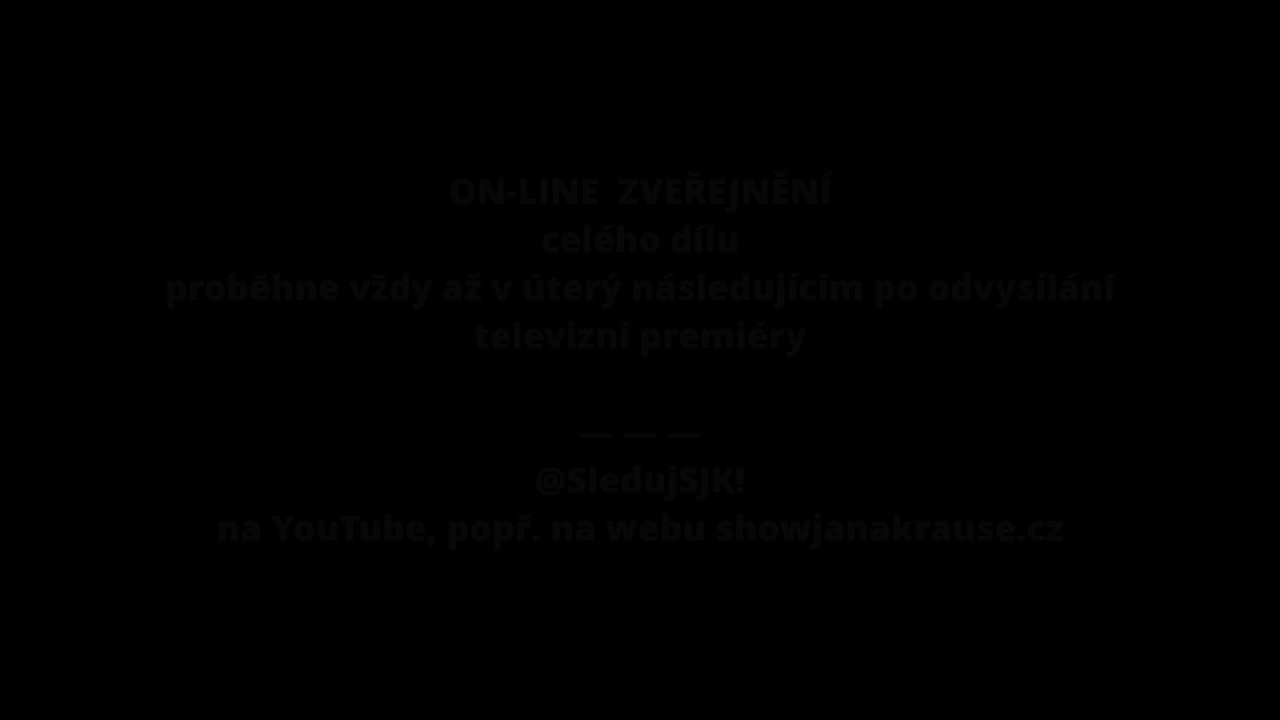 ON-LINE ZVEŘEJNĚNÍ
celého dílu
proběhne vždy až v úterý následujícím po odvysílání
televizní premiéry
— — —
@SledujSJK!
na YouTube, popř. na webu showjanakrause.cz